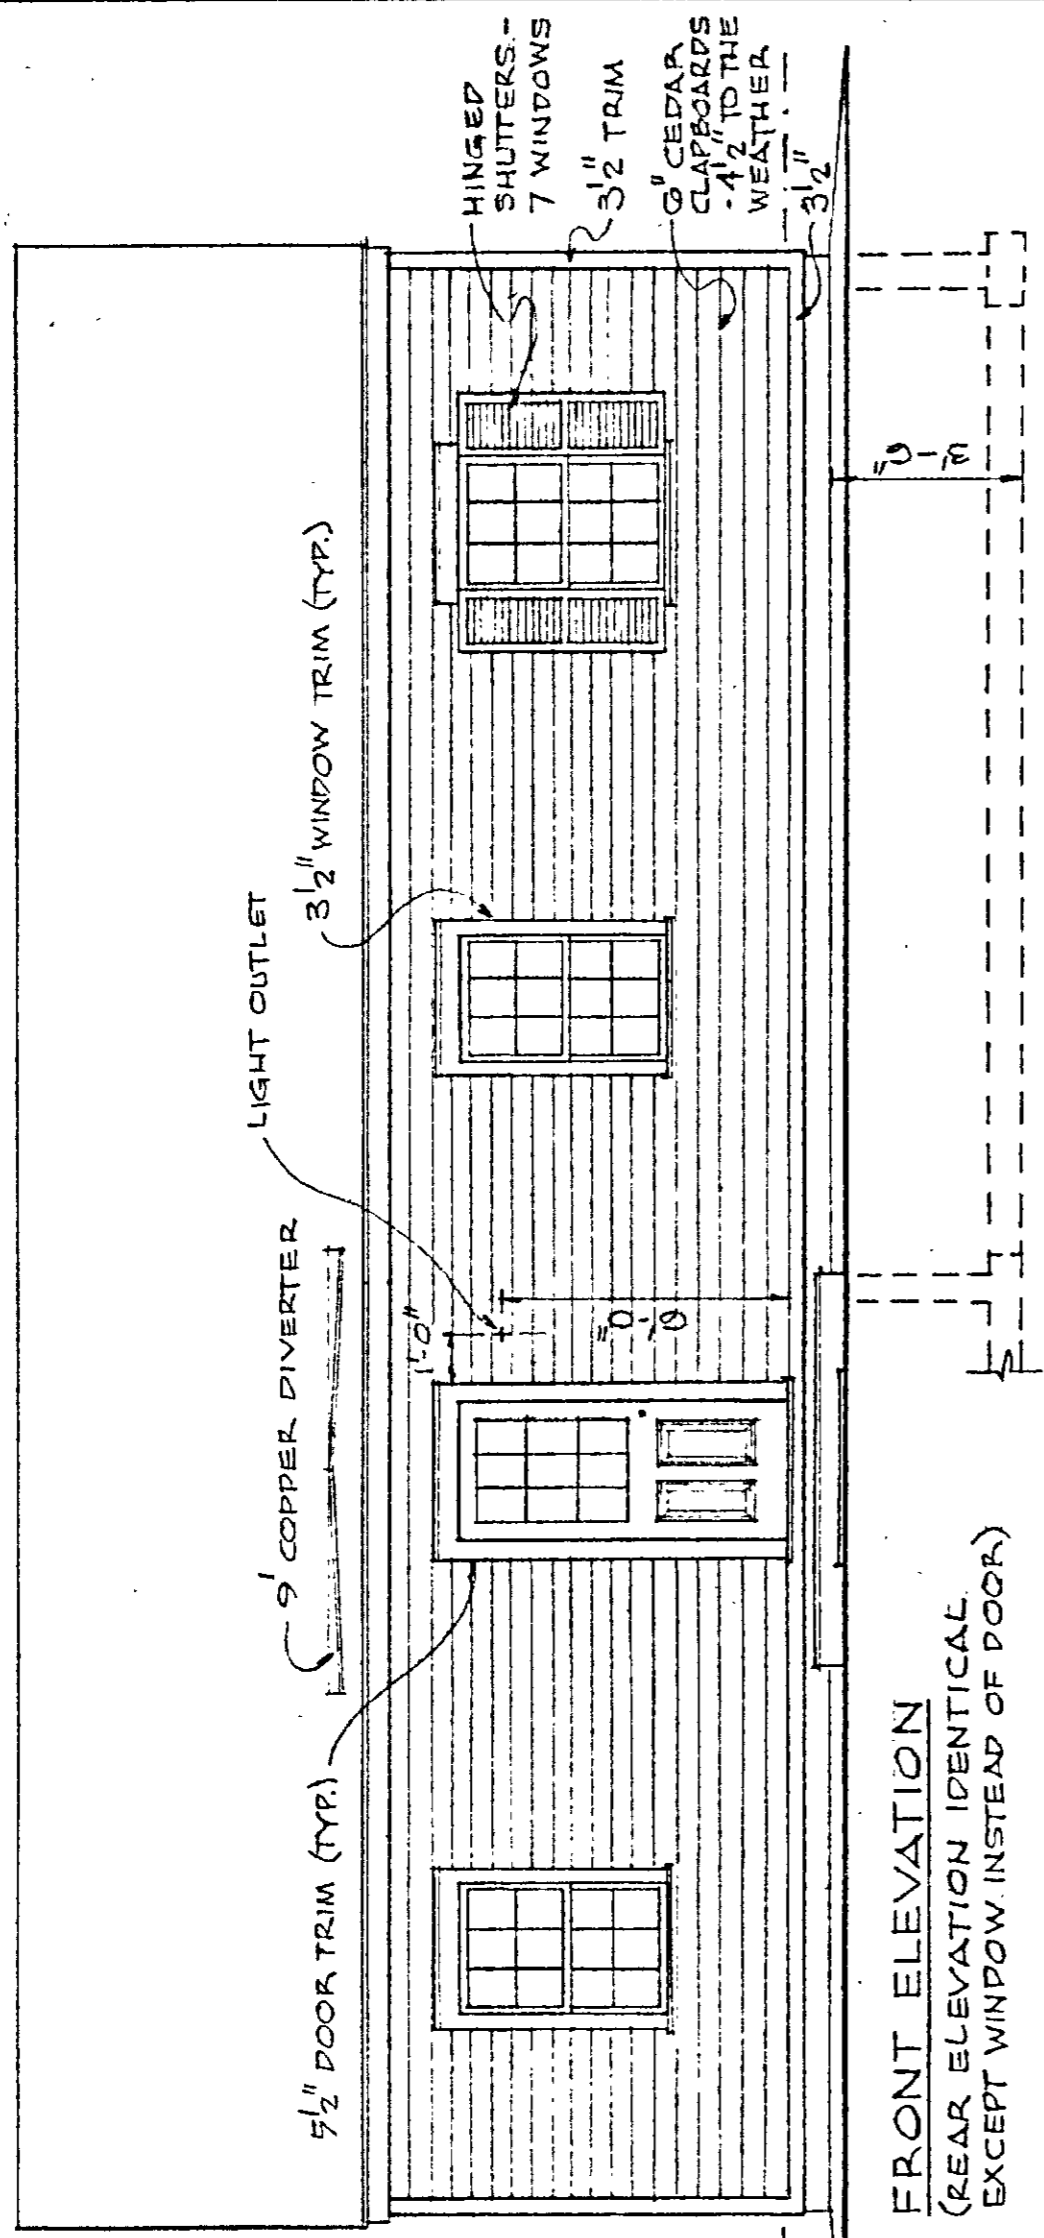 HINGED
SHUTTERS.-
7 WINDOWS
3 1/2" TRIM
6" CEDAR
CLAPBOARDS
- 4 1/2" TO THE
WEATHER
3 1/2"
3 1/2" WINDOW TRIM (TYP.)
LIGHT OUTLET
9' COPPER DIVERTER
1'-0"
6'-0"
3'-6"
5 1/2" DOOR TRIM (TYP.)
FRONT ELEVATION
(REAR ELEVATION IDENTICAL
EXCEPT WINDOW INSTEAD OF DOOR)